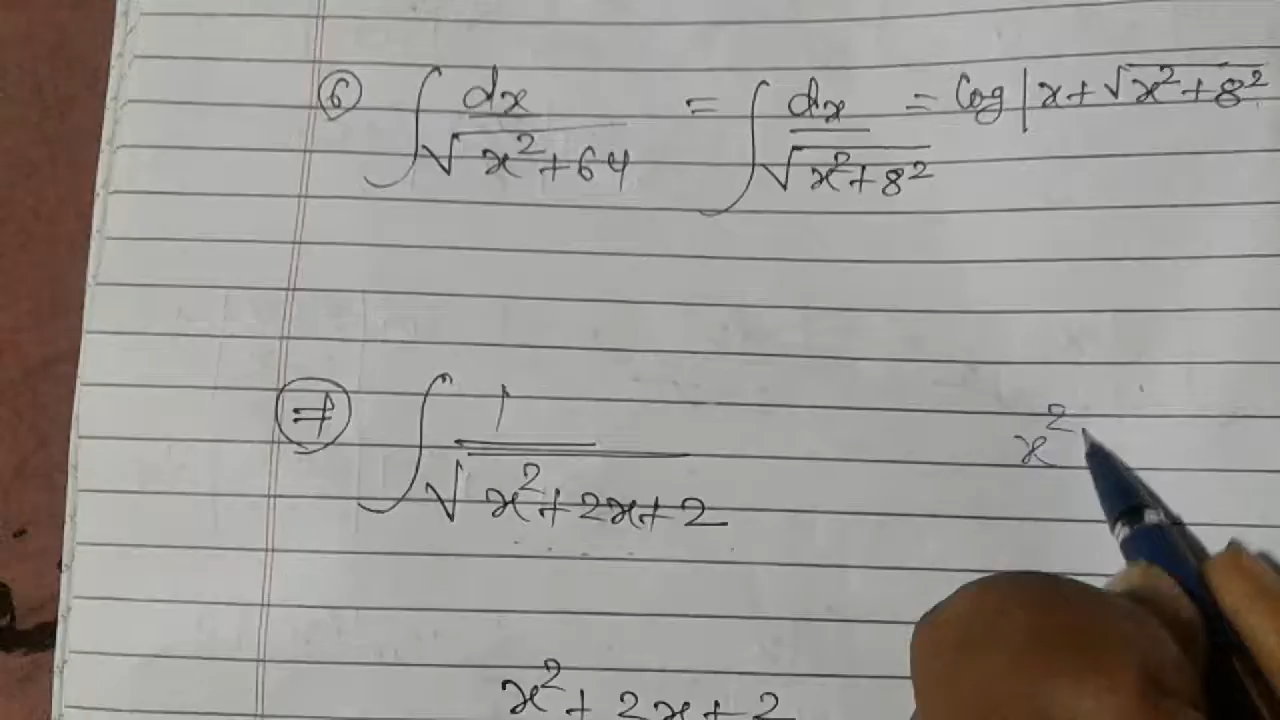 ⑥ ∫ dx / √(x² + 64) = ∫ dx / √(x² + 8²) = log | x + √(x² + 8²)
⑦ ∫ 1 / √(x² + 2x + 2)
x²
x² + 2x + 2